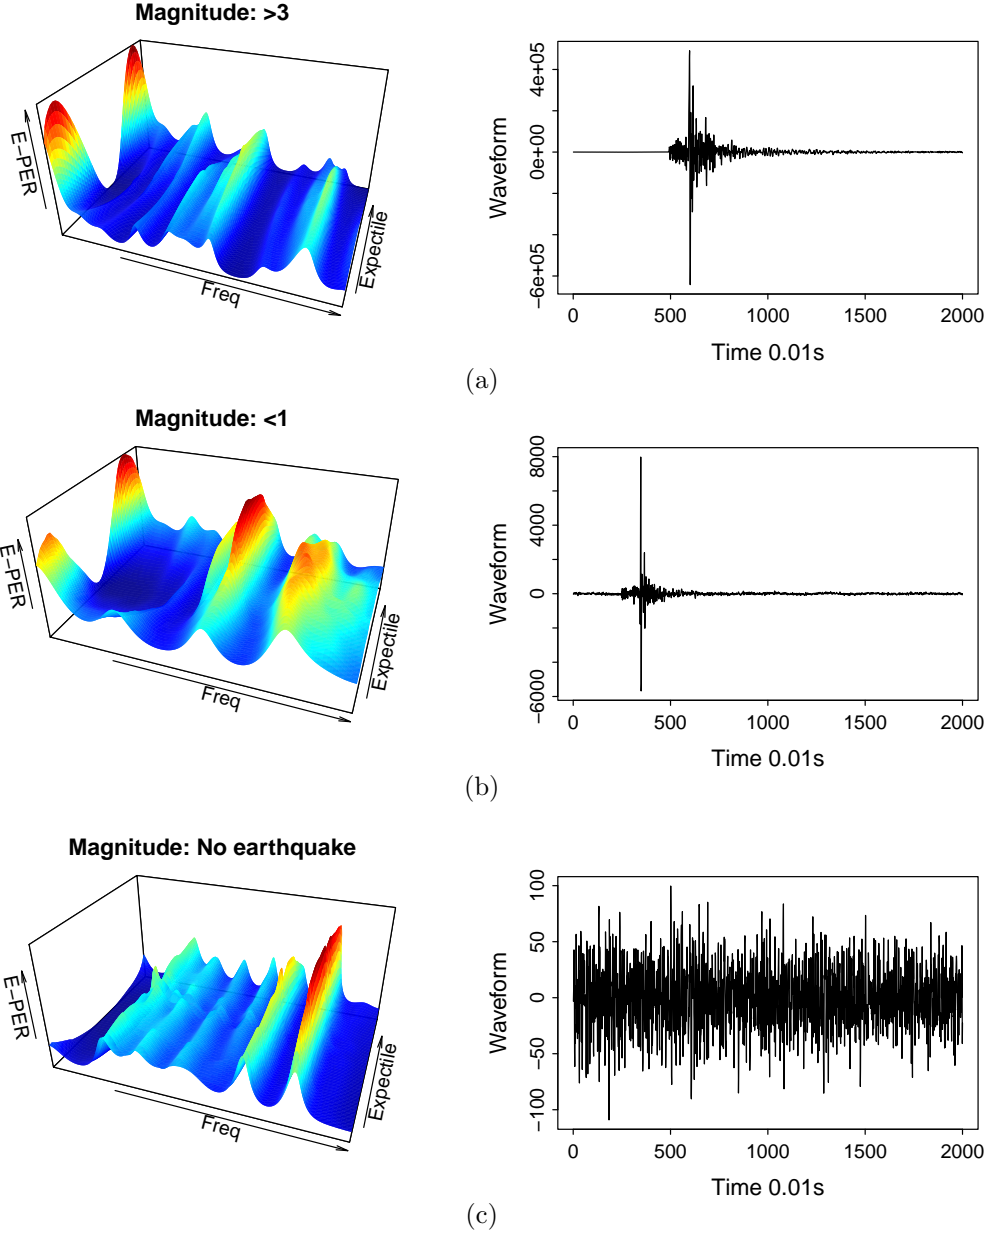 Magnitude: >3
E−PER
Freq
Expectile
Waveform
−6e+05
0e+00
4e+05
0
500
1000
1500
2000
Time 0.01s
(a)
Magnitude: <1
E−PER
Freq
Expectile
Waveform
−6000
0
4000
8000
0
500
1000
1500
2000
Time 0.01s
(b)
Magnitude: No earthquake
E−PER
Freq
Expectile
Waveform
−100
−50
0
50
100
0
500
1000
1500
2000
Time 0.01s
(c)